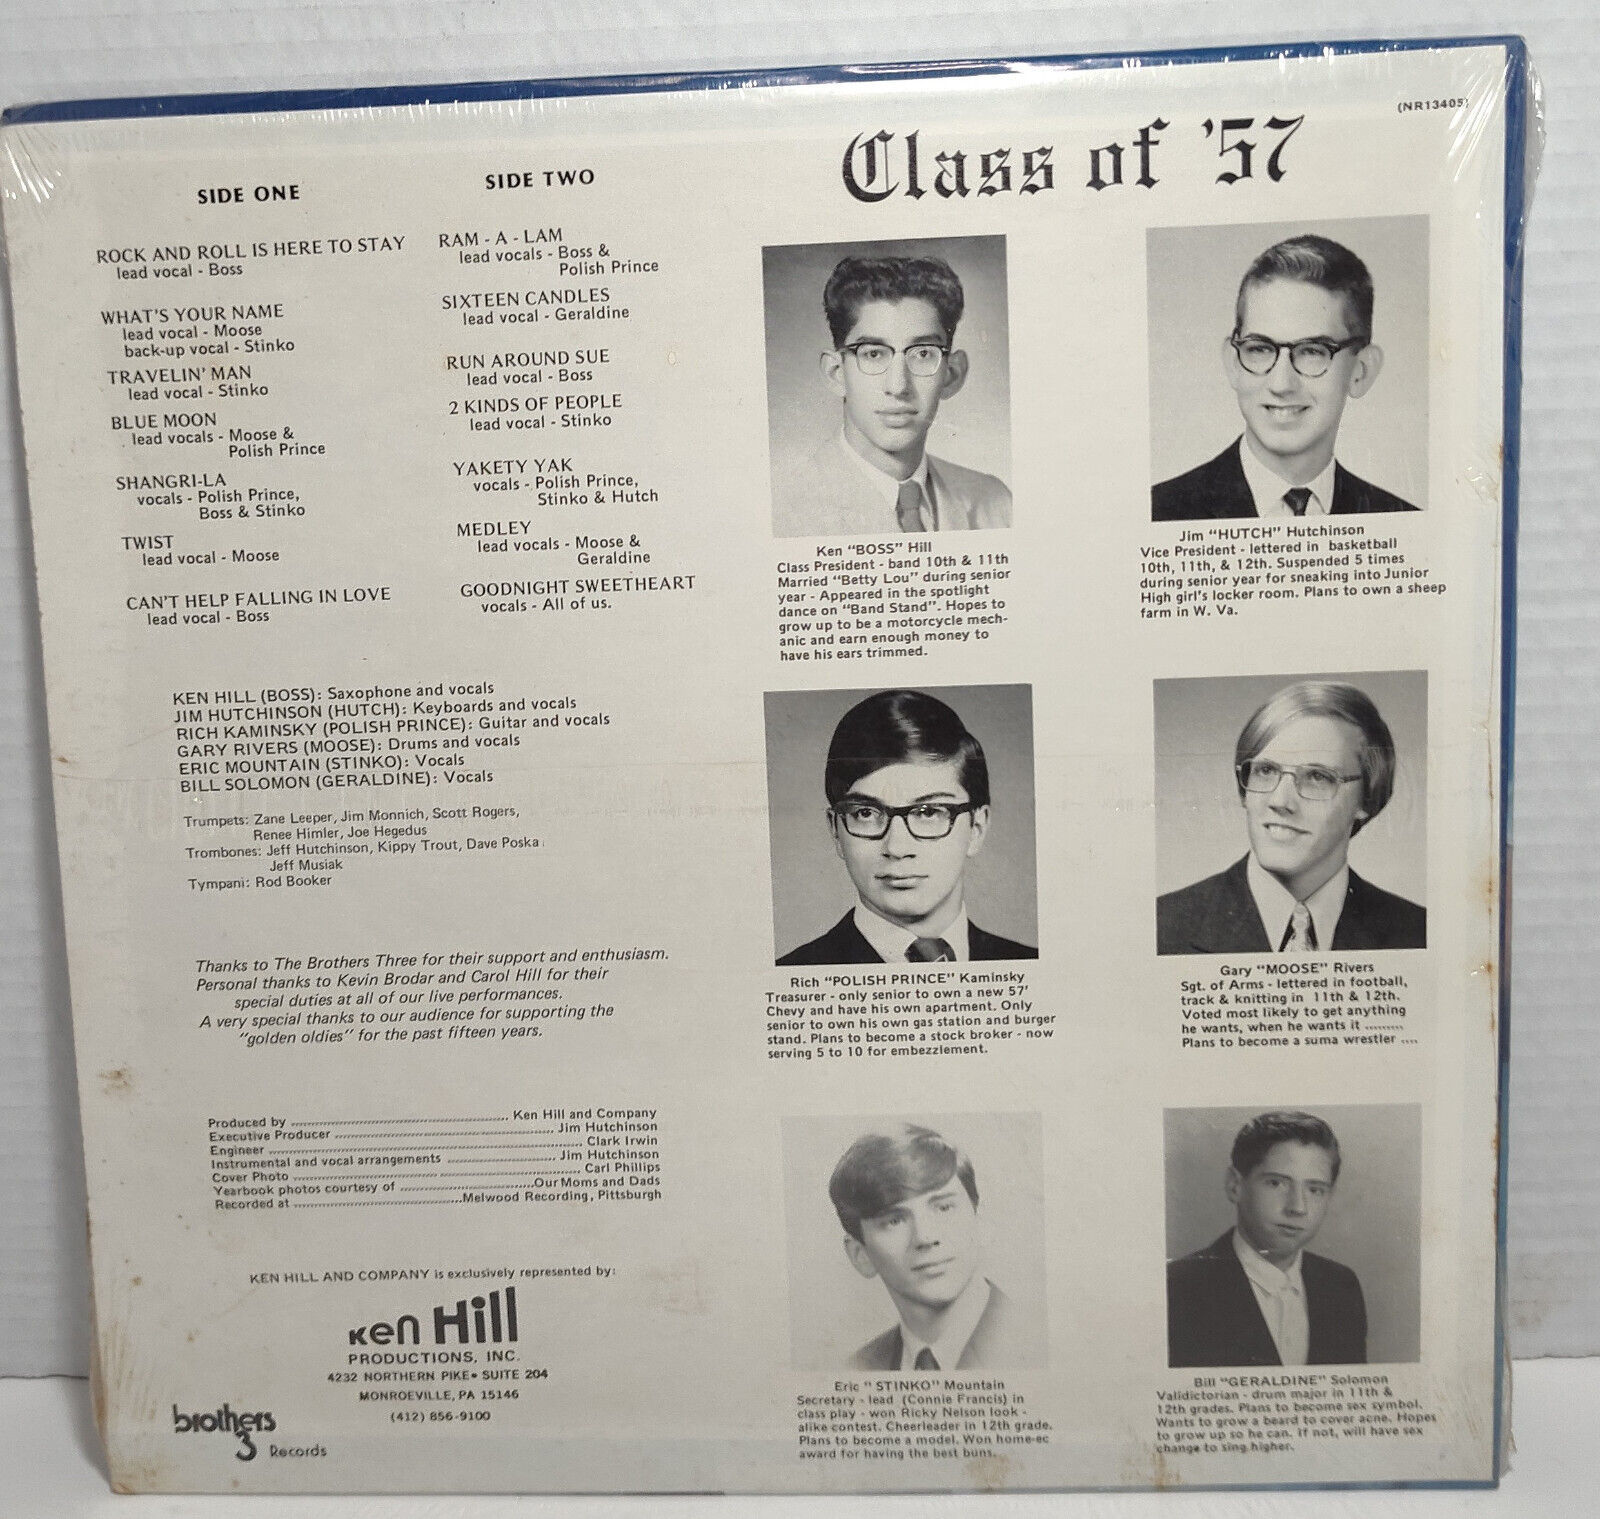 (NR13405)
Class of '57
SIDE ONE
ROCK AND ROLL IS HERE TO STAY
lead vocal - Boss
WHAT'S YOUR NAME
lead vocal - Moose
back-up vocal - Stinko
TRAVELIN' MAN
lead vocal - Stinko
BLUE MOON
lead vocals - Moose &
Polish Prince
SHANGRI-LA
vocals - Polish Prince,
Boss & Stinko
TWIST
lead vocal - Moose
CAN'T HELP FALLING IN LOVE
lead vocal - Boss
SIDE TWO
RAM - A - LAM
lead vocals - Boss &
Polish Prince
SIXTEEN CANDLES
lead vocal - Geraldine
RUN AROUND SUE
lead vocal - Boss
2 KINDS OF PEOPLE
lead vocal - Stinko
YAKETY YAK
vocals - Polish Prince,
Stinko & Hutch
MEDLEY
lead vocals - Moose &
Geraldine
GOODNIGHT SWEETHEART
vocals - All of us.
KEN HILL (BOSS): Saxophone and vocals
JIM HUTCHINSON (HUTCH): Keyboards and vocals
RICH KAMINSKY (POLISH PRINCE): Guitar and vocals
GARY RIVERS (MOOSE): Drums and vocals
ERIC MOUNTAIN (STINKO): Vocals
BILL SOLOMON (GERALDINE): Vocals
Trumpets: Zane Leeper, Jim Monnich, Scott Rogers,
Renee Himler, Joe Hegedus
Trombones: Jeff Hutchinson, Kippy Trout, Dave Poska,
Jeff Musiak
Tympani: Rod Booker
Thanks to The Brothers Three for their support and enthusiasm.
Personal thanks to Kevin Brodar and Carol Hill for their
special duties at all of our live performances.
A very special thanks to our audience for supporting the
"golden oldies" for the past fifteen years.
Produced by ........ Ken Hill and Company
Executive Producer ........ Jim Hutchinson
Engineer ........ Clark Irwin
Instrumental and vocal arrangements ........ Jim Hutchinson
Cover Photo ........ Carl Phillips
Yearbook photos courtesy of ........ Our Moms and Dads
Recorded at ........ Melwood Recording, Pittsburgh
KEN HILL AND COMPANY is exclusively represented by:
Ken Hill
PRODUCTIONS, INC.
4232 NORTHERN PIKE • SUITE 204
MONROEVILLE, PA 15146
(412) 856-9100
brothers
3 Records
Ken "BOSS" Hill
Class President - band 10th & 11th
Married "Betty Lou" during senior
year - Appeared in the spotlight
dance on "Band Stand". Hopes to
grow up to be a motorcycle mech-
anic and earn enough money to
have his ears trimmed.
Jim "HUTCH" Hutchinson
Vice President - lettered in basketball
10th, 11th, & 12th. Suspended 5 times
during senior year for sneaking into Junior
High girl's locker room. Plans to own a sheep
farm in W. Va.
Rich "POLISH PRINCE" Kaminsky
Treasurer - only senior to own a new 57'
Chevy and have his own apartment. Only
senior to own his own gas station and burger
stand. Plans to become a stock broker - now
serving 5 to 10 for embezzlement.
Gary "MOOSE" Rivers
Sgt. of Arms - lettered in football,
track & knitting in 11th & 12th.
Voted most likely to get anything
he wants, when he wants it .........
Plans to become a suma wrestler ....
Eric "STINKO" Mountain
Secretary - lead (Connie Francis) in
class play - won Ricky Nelson look -
alike contest. Cheerleader in 12th grade.
Plans to become a model. Won home-ec
award for having the best buns.
Bill "GERALDINE" Solomon
Validictorian - drum major in 11th &
12th grades. Plans to become sex symbol.
Wants to grow a beard to cover acne. Hopes
to grow up so he can. If not, will have sex
change to sing higher.